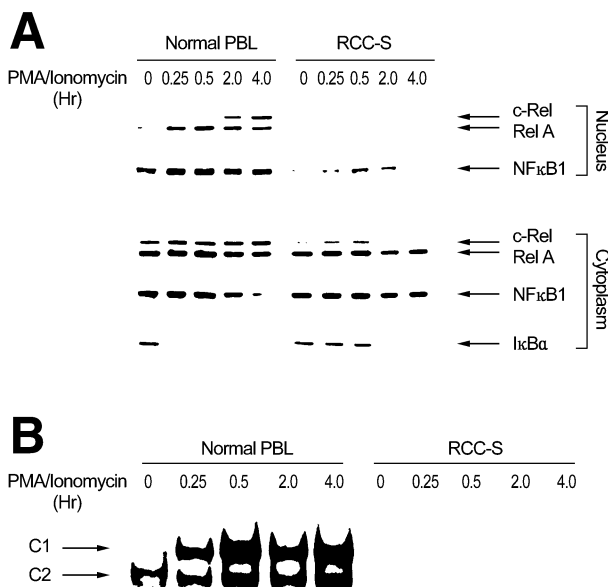 A
Normal PBL RCC-S
PMA/Ionomycin 0 0.25 0.5 2.0 4.0 0 0.25 0.5 2.0 4.0
(Hr)
c-Rel
Rel A
NFκB1
Nucleus
c-Rel
Rel A
NFκB1
IκBα
Cytoplasm
B
Normal PBL RCC-S
PMA/Ionomycin 0 0.25 0.5 2.0 4.0 0 0.25 0.5 2.0 4.0
(Hr)
C1
C2